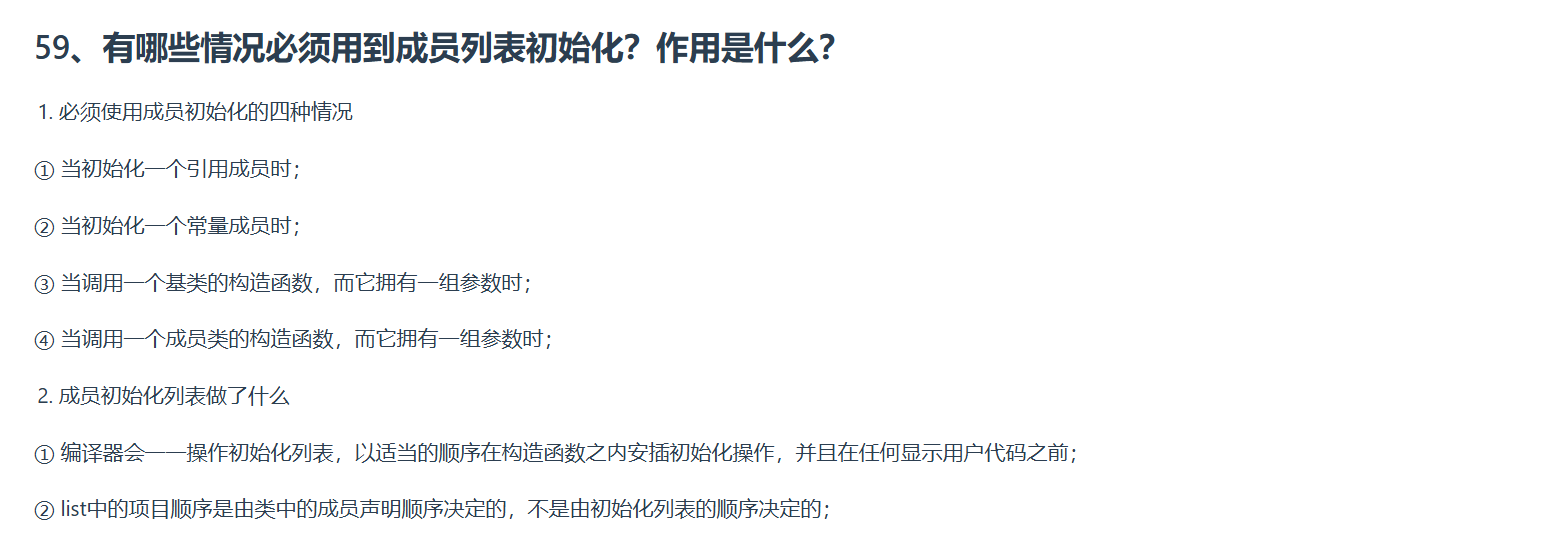 59、有哪些情况必须用到成员列表初始化？作用是什么？
1. 必须使用成员初始化的四种情况
① 当初始化一个引用成员时；
② 当初始化一个常量成员时；
③ 当调用一个基类的构造函数，而它拥有一组参数时；
④ 当调用一个成员类的构造函数，而它拥有一组参数时；
2. 成员初始化列表做了什么
① 编译器会一一操作初始化列表，以适当的顺序在构造函数之内安插初始化操作，并且在任何显示用户代码之前；
② list中的项目顺序是由类中的成员声明顺序决定的，不是由初始化列表的顺序决定的；